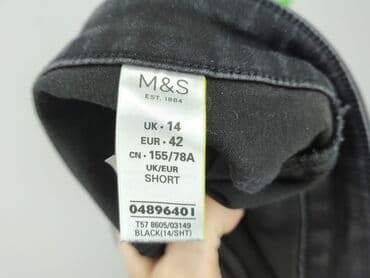 M&S
EST. 1884
UK · 14
EUR · 42
CN · 155/78A
UK/EUR
SHORT
04896401
T57 8605/03149
BLACK(14/SHT)